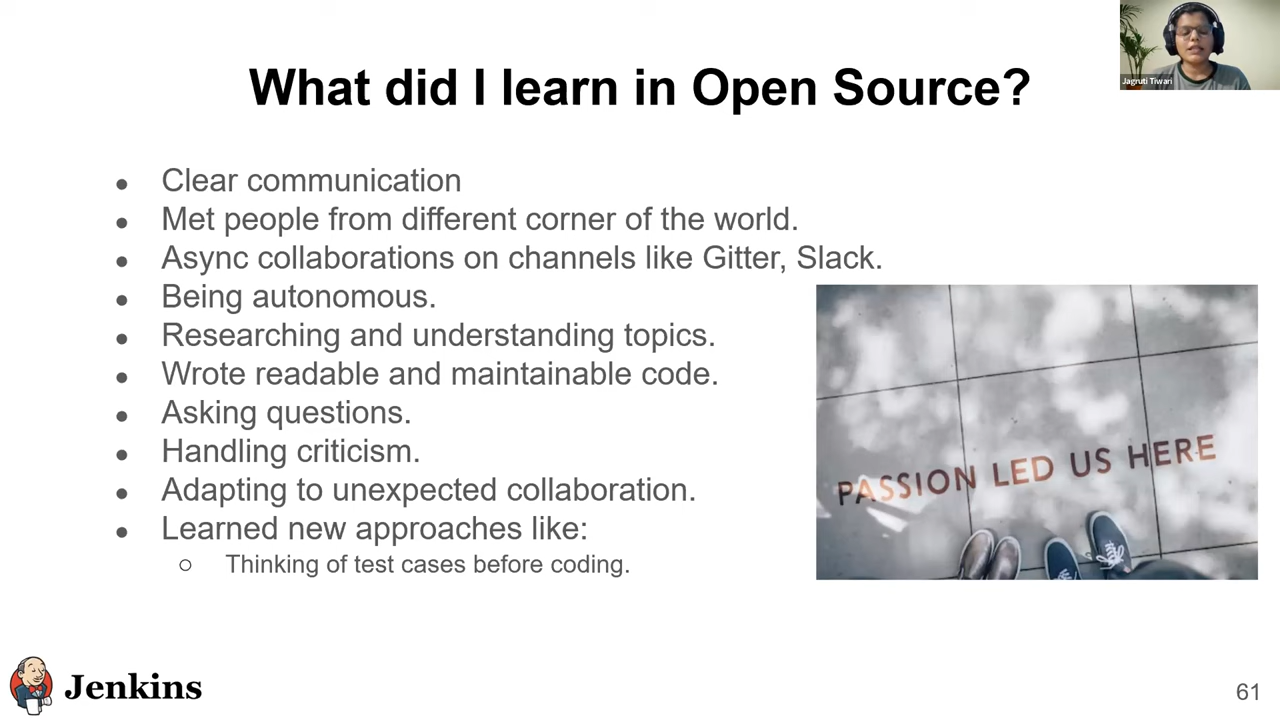 Jagruti Tiwari
What did I learn in Open Source?
● Clear communication
● Met people from different corner of the world.
● Async collaborations on channels like Gitter, Slack.
● Being autonomous.
● Researching and understanding topics.
● Wrote readable and maintainable code.
● Asking questions.
● Handling criticism.
● Adapting to unexpected collaboration.
● Learned new approaches like:
○ Thinking of test cases before coding.
PASSION LED US HERE
Jenkins
61